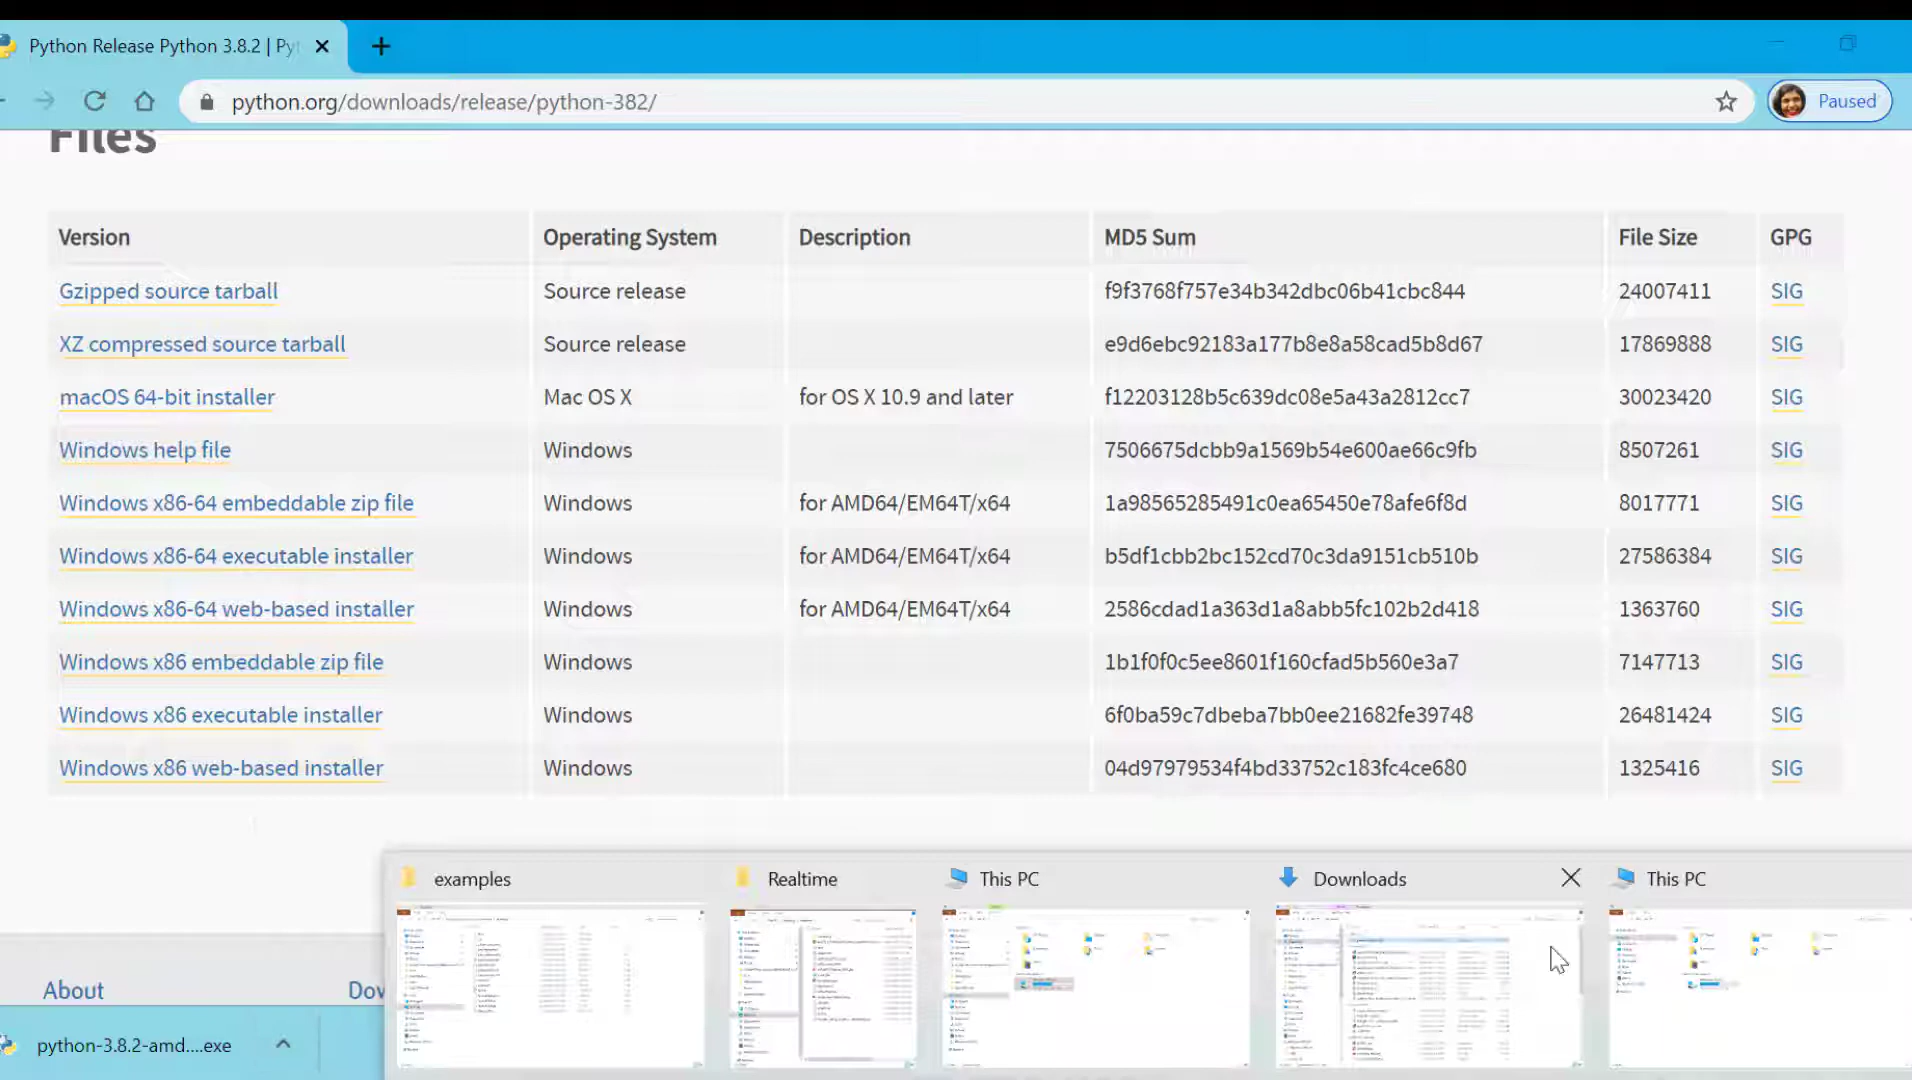 Python Release Python 3.8.2 | Py
python.org/downloads/release/python-382/
Paused
Files
Version Operating System Description MD5 Sum File Size GPG
Gzipped source tarball Source release f9f3768f757e34b342dbc06b41cbc844 24007411 SIG
XZ compressed source tarball Source release e9d6ebc92183a177b8e8a58cad5b8d67 17869888 SIG
macOS 64-bit installer Mac OS X for OS X 10.9 and later f12203128b5c639dc08e5a43a2812cc7 30023420 SIG
Windows help file Windows 7506675dcbb9a1569b54e600ae66c9fb 8507261 SIG
Windows x86-64 embeddable zip file Windows for AMD64/EM64T/x64 1a98565285491c0ea65450e78afe6f8d 8017771 SIG
Windows x86-64 executable installer Windows for AMD64/EM64T/x64 b5df1cbb2bc152cd70c3da9151cb510b 27586384 SIG
Windows x86-64 web-based installer Windows for AMD64/EM64T/x64 2586cdad1a363d1a8abb5fc102b2d418 1363760 SIG
Windows x86 embeddable zip file Windows 1b1f0f0c5ee8601f160cfad5b560e3a7 7147713 SIG
Windows x86 executable installer Windows 6f0ba59c7dbeba7bb0ee21682fe39748 26481424 SIG
Windows x86 web-based installer Windows 04d97979534f4bd33752c183fc4ce680 1325416 SIG
examples Realtime This PC Downloads This PC
About Dov
python-3.8.2-amd....exe